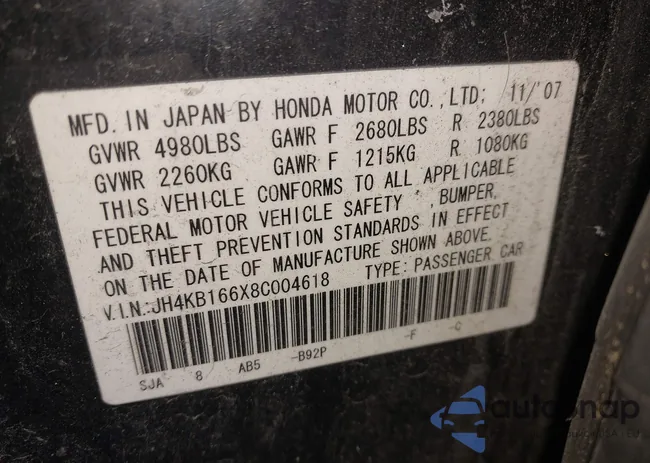 MFD. IN JAPAN BY HONDA MOTOR CO., LTD; 11/'07
GVWR 4980LBS GAWR F 2680LBS R 2380LBS
GVWR 2260KG GAWR F 1215KG R 1080KG
THIS VEHICLE CONFORMS TO ALL APPLICABLE
FEDERAL MOTOR VEHICLE SAFETY , BUMPER,
AND THEFT PREVENTION STANDARDS IN EFFECT
ON THE DATE OF MANUFACTURE SHOWN ABOVE.
V.I.N:JH4KB166X8C004618 TYPE: PASSENGER CAR
SJA 8 AB5 -B92P -F -C
autosnap